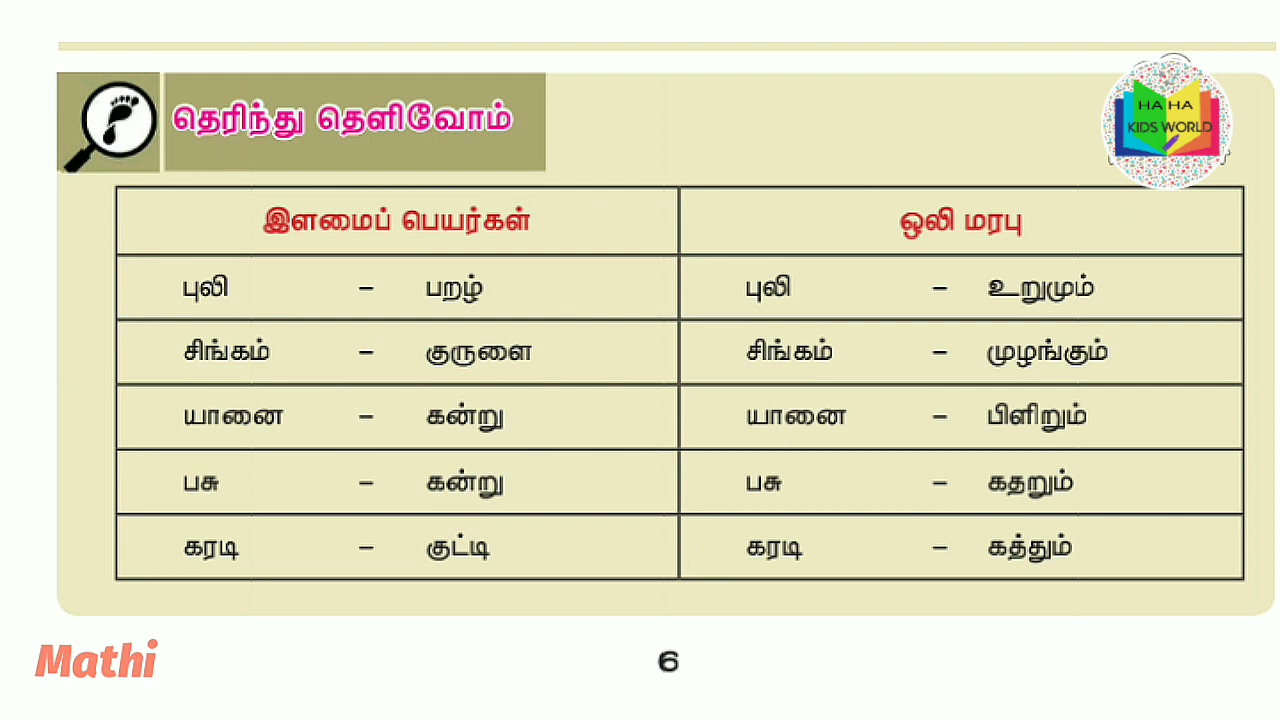 தெரிந்து தெளிவோம்
HA HA
KIDS WORLD
இளமைப் பெயர்கள் ஒலி மரபு
புலி – பறழ் புலி – உறுமும்
சிங்கம் – குருளை சிங்கம் – முழங்கும்
யானை – கன்று யானை – பிளிறும்
பசு – கன்று பசு – கதறும்
கரடி – குட்டி கரடி – கத்தும்
Mathi 6